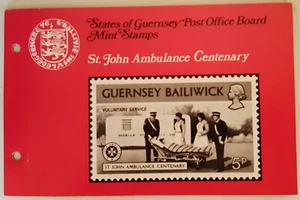 States of Guernsey Post Office Board
Mint Stamps
St. John Ambulance Centenary
GUERNSEY BAILIWICK
VOLUNTARY SERVICE
5P
ST JOHN AMBULANCE CENTENARY